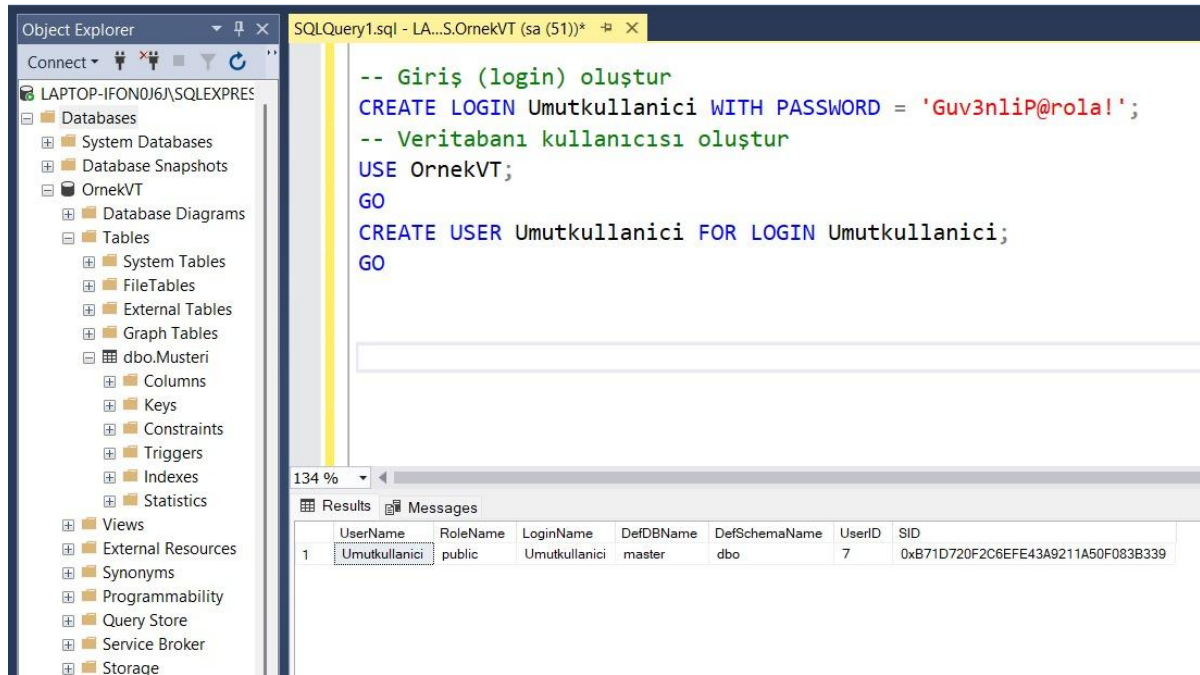 Object Explorer
Connect
LAPTOP-IFON0J6J\SQLEXPRES
Databases
System Databases
Database Snapshots
OrnekVT
Database Diagrams
Tables
System Tables
FileTables
External Tables
Graph Tables
dbo.Musteri
Columns
Keys
Constraints
Triggers
Indexes
Statistics
Views
External Resources
Synonyms
Programmability
Query Store
Service Broker
Storage
SQLQuery1.sql - LA...S.OrnekVT (sa (51))*
-- Giriş (login) oluştur
CREATE LOGIN Umutkullanici WITH PASSWORD = 'Guv3nliP@rola!';
-- Veritabanı kullanıcısı oluştur
USE OrnekVT;
GO
CREATE USER Umutkullanici FOR LOGIN Umutkullanici;
GO
134 %
Results Messages
UserName RoleName LoginName DefDBName DefSchemaName UserID SID
1 Umutkullanici public Umutkullanici master dbo 7 0xB71D720F2C6EFE43A9211A50F083B339